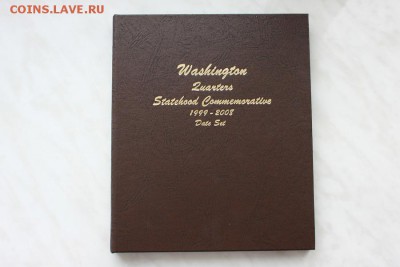 COINS.LAVE.RU
Washington
Quarters
Statehood Commemorative
1999-2008
Date Set